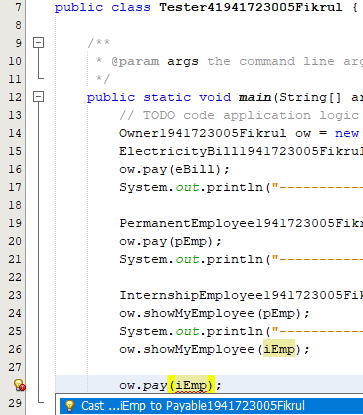 7 public class Tester41941723005Fikrul {
8
9 /**
10 * @param args the command line arg
11 */
12 public static void main(String[] ar
13 // TODO code application logic
14 Owner1941723005Fikrul ow = new
15 ElectricityBill1941723005Fikrul
16 ow.pay(eBill);
17 System.out.println("-----------
18
19 PermanentEmployee1941723005Fikr
20 ow.pay(pEmp);
21 System.out.println("-----------
22
23 InternshipEmployee1941723005Fik
24 ow.showMyEmployee(pEmp);
25 System.out.println("-----------
26 ow.showMyEmployee(iEmp);
27
ow.pay(iEmp);
29 Cast ...iEmp to Payable1941723005Fikrul